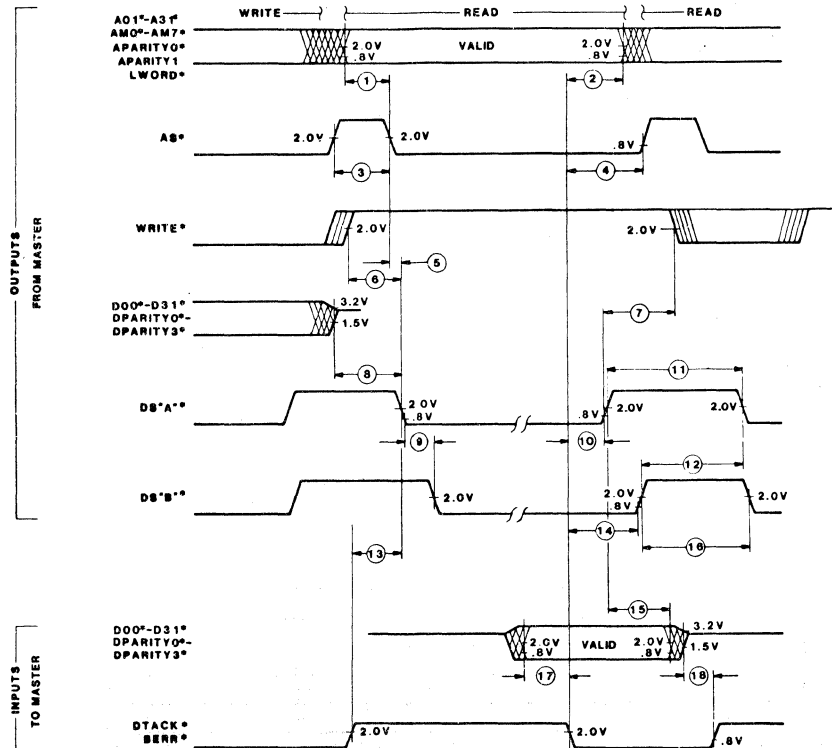 WRITE READ READ
A01*-A31*
AM0*-AM7*
APARITY0*
APARITY1
LWORD*
2.0V
.8V
VALID
2.0V
.8V
1 2
AS*
2.0V 2.0V .8V
3 4
WRITE*
2.0V 2.0V
5
6
7
D00*-D31*
DPARITY0*-
DPARITY3*
3.2V
1.5V
8 11
DS"A"*
2.0V
.8V
.8V
2.0V 2.0V
9 10
12
DS"B"*
2.0V
2.0V
.8V
2.0V
13 14 16
OUTPUTS
FROM MASTER
15
D00*-D31*
DPARITY0*-
DPARITY3*
2.0V
.8V
VALID
2.0V
.8V
3.2V
1.5V
17 18
DTACK*
BERR*
2.0V 2.0V .8V
INPUTS
TO MASTER